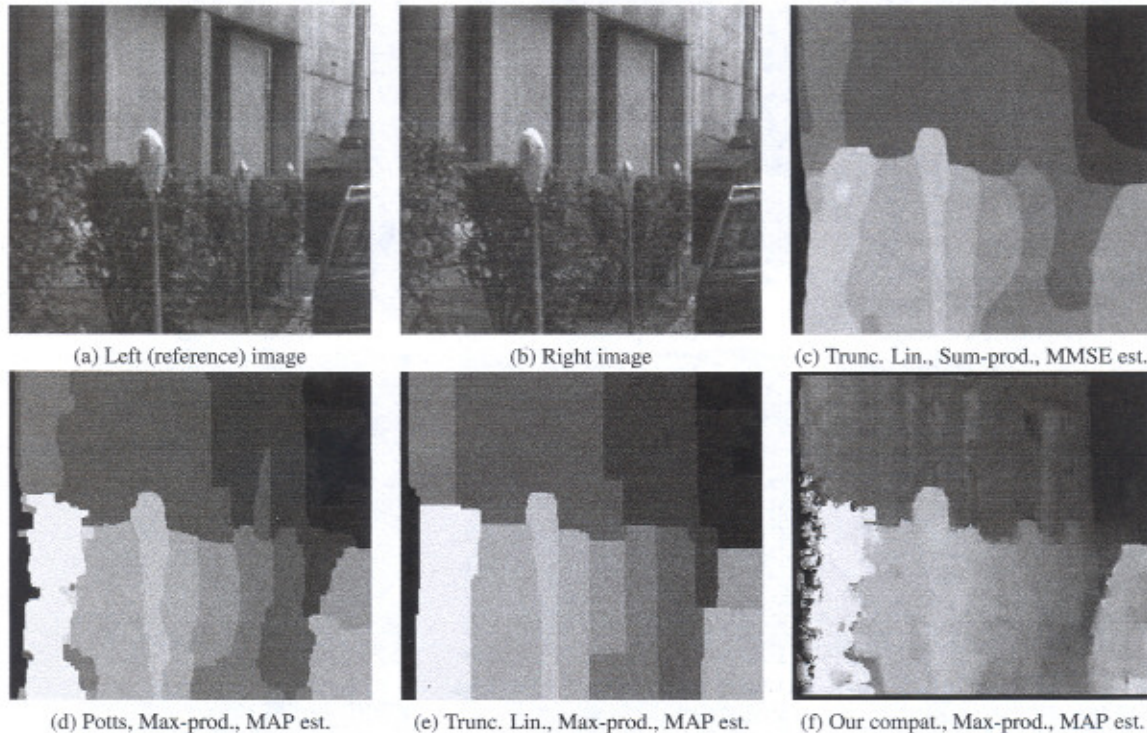 (a) Left (reference) image
(b) Right image
(c) Trunc. Lin., Sum-prod., MMSE est.
(d) Potts, Max-prod., MAP est.
(e) Trunc. Lin., Max-prod., MAP est.
(f) Our compat., Max-prod., MAP est.